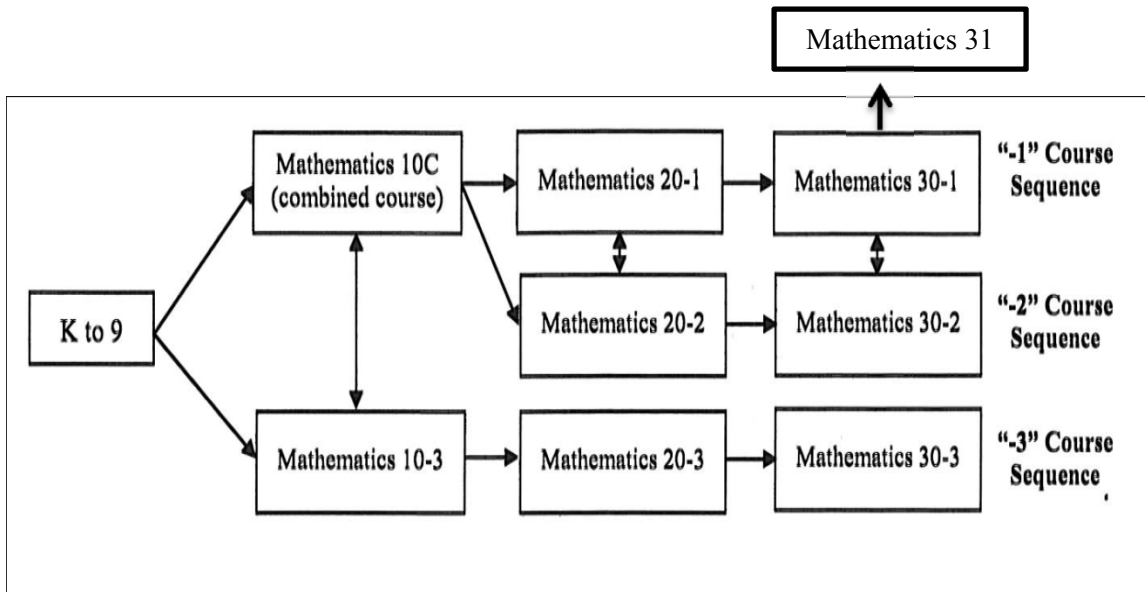 Mathematics 31
Mathematics 10C
(combined course)
Mathematics 20-1
Mathematics 30-1
“-1” Course
Sequence
K to 9
Mathematics 20-2
Mathematics 30-2
“-2” Course
Sequence
Mathematics 10-3
Mathematics 20-3
Mathematics 30-3
“-3” Course
Sequence